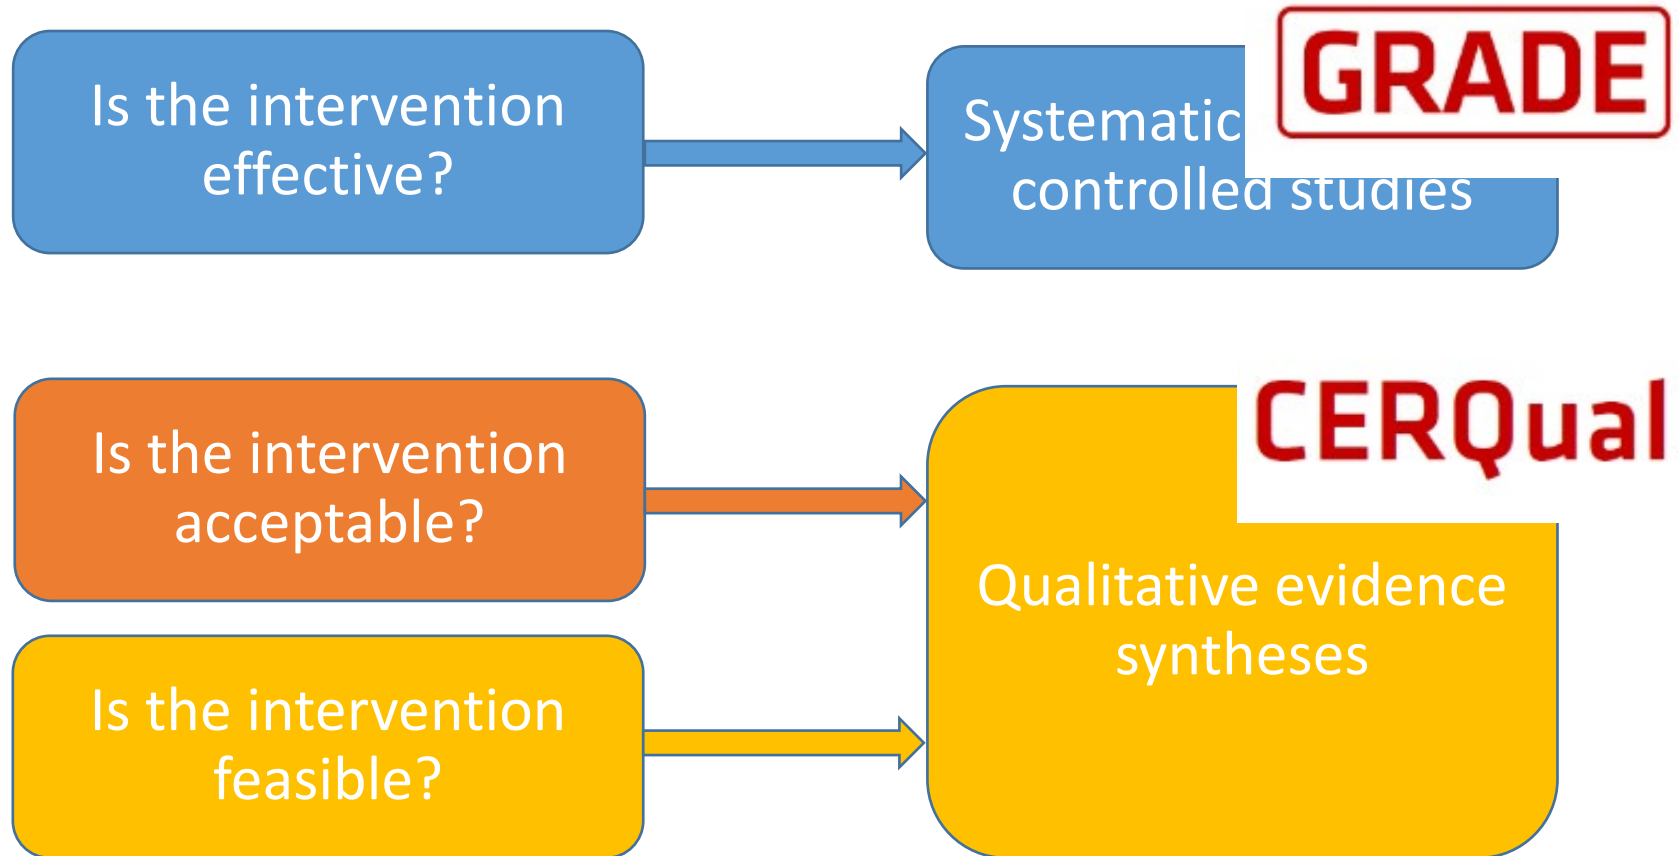 Is the intervention
effective?
GRADE
Systematic
controlled studies
Is the intervention
acceptable?
CERQual
Qualitative evidence
syntheses
Is the intervention
feasible?